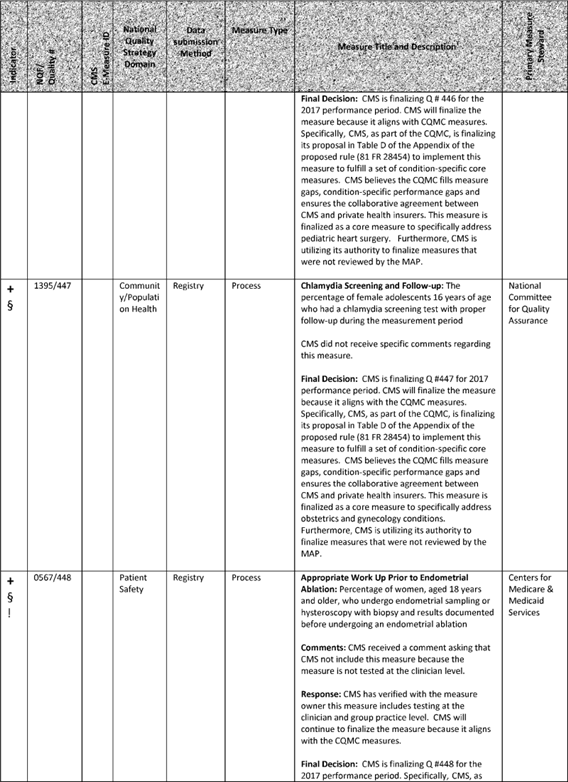 Indicator
NQF/
Quality #
CMS
E-Measure ID
National
Quality
Strategy
Domain
Data
submission
Method
Measure Type
Measure Title and Description
Primary Measure
Steward
Final Decision: CMS is finalizing Q # 446 for the
2017 performance period. CMS will finalize the
measure because it aligns with CQMC measures.
Specifically, CMS, as part of the CQMC, is finalizing
its proposal in Table D of the Appendix of the
proposed rule (81 FR 28454) to implement this
measure to fulfill a set of condition-specific core
measures. CMS believes the CQMC fills measure
gaps, condition-specific performance gaps and
ensures the collaborative agreement between
CMS and private health insurers. This measure is
finalized as a core measure to specifically address
pediatric heart surgery. Furthermore, CMS is
utilizing its authority to finalize measures that
were not reviewed by the MAP.
+
§
1395/447
Communit
y/Populati
on Health
Registry
Process
Chlamydia Screening and Follow-up: The
percentage of female adolescents 16 years of age
who had a chlamydia screening test with proper
follow-up during the measurement period
CMS did not receive specific comments regarding
this measure.
Final Decision: CMS is finalizing Q #447 for 2017
performance period. CMS will finalize the measure
because it aligns with the CQMC measures.
Specifically, CMS, as part of the CQMC, is finalizing
its proposal in Table D of the Appendix of the
proposed rule (81 FR 28454) to implement this
measure to fulfill a set of condition-specific core
measures. CMS believes the CQMC fills measure
gaps, condition-specific performance gaps and
ensures the collaborative agreement between
CMS and private health insurers. This measure is
finalized as a core measure to specifically address
obstetrics and gynecology conditions.
Furthermore, CMS is utilizing its authority to
finalize measures that were not reviewed by the
MAP.
National
Committee
for Quality
Assurance
+
§
!
0567/448
Patient
Safety
Registry
Process
Appropriate Work Up Prior to Endometrial
Ablation: Percentage of women, aged 18 years
and older, who undergo endometrial sampling or
hysteroscopy with biopsy and results documented
before undergoing an endometrial ablation
Comments: CMS received a comment asking that
CMS not include this measure because the
measure is not tested at the clinician level.
Response: CMS has verified with the measure
owner this measure includes testing at the
clinician and group practice level. CMS will
continue to finalize the measure because it aligns
with the CQMC measures.
Final Decision: CMS is finalizing Q#448 for the
2017 performance period. Specifically, CMS, as
Centers for
Medicare &
Medicaid
Services